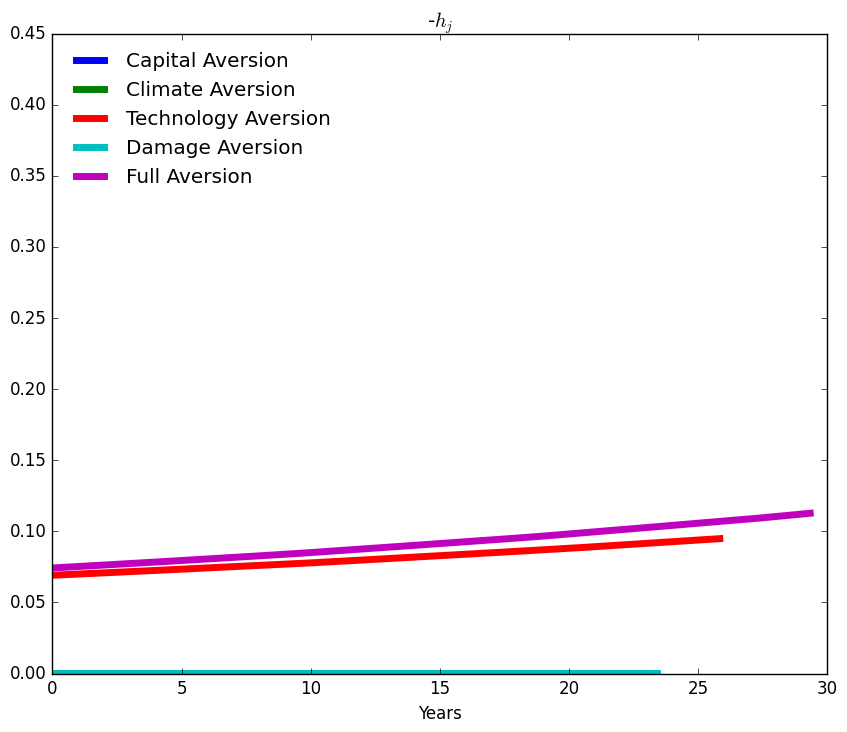 -h_j
0.45
Capital Aversion
0.40
Climate Aversion
Technology Aversion
0.35
Damage Aversion
Full Aversion
0.30
0.25
0.20
0.15
0.10
0.05
0.00
0 5 10 15 20 25 30
Years